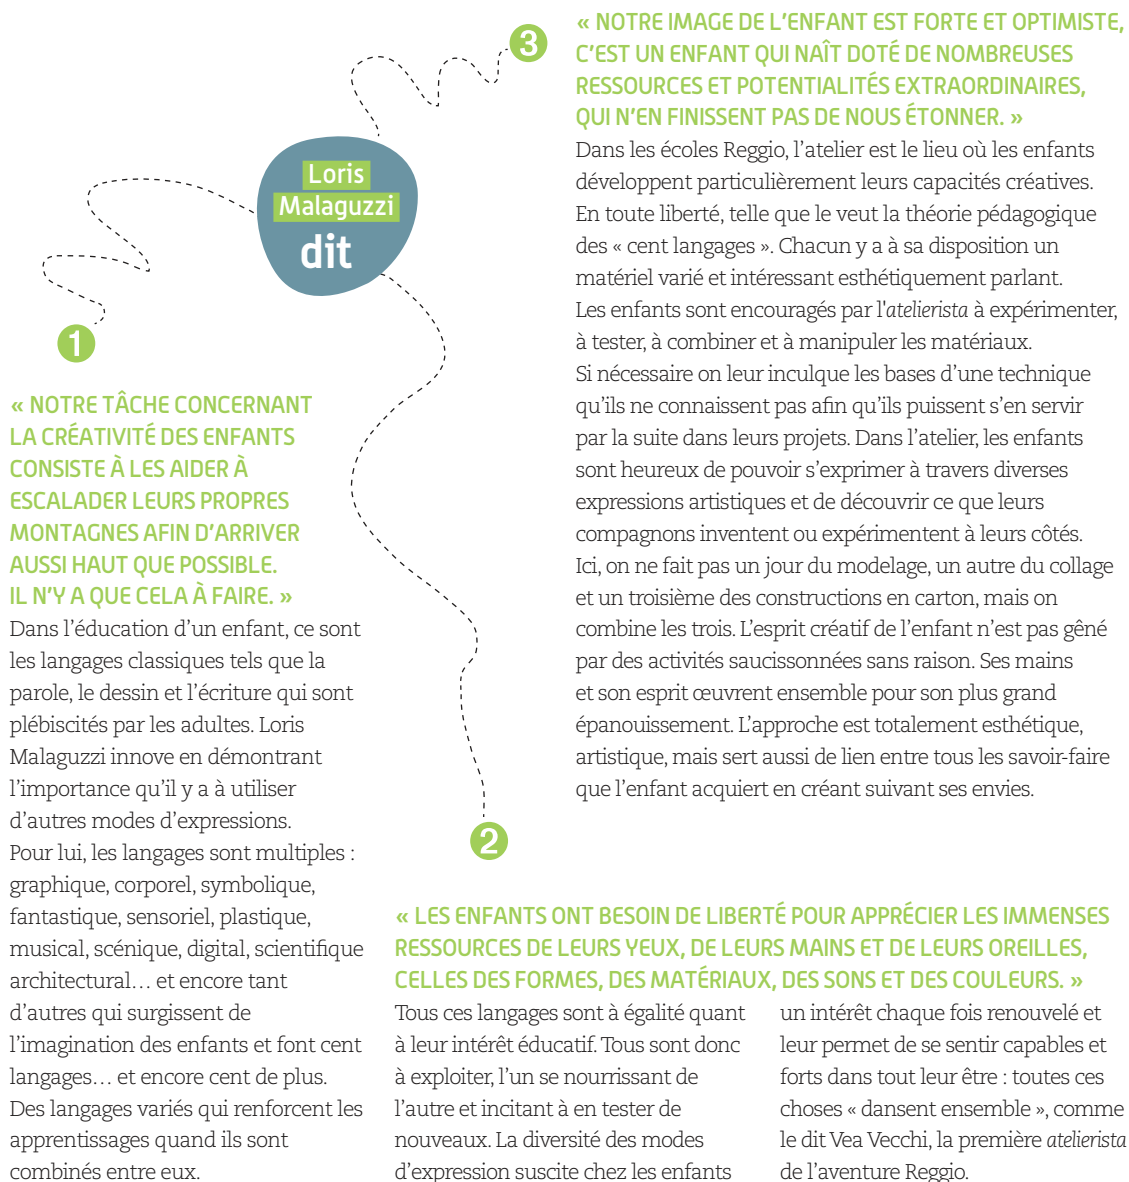 Loris
Malaguzzi
dit
1
« NOTRE TÂCHE CONCERNANT
LA CRÉATIVITÉ DES ENFANTS
CONSISTE À LES AIDER À
ESCALADER LEURS PROPRES
MONTAGNES AFIN D’ARRIVER
AUSSI HAUT QUE POSSIBLE.
IL N’Y A QUE CELA À FAIRE. »
Dans l’éducation d’un enfant, ce sont
les langages classiques tels que la
parole, le dessin et l’écriture qui sont
plébiscités par les adultes. Loris
Malaguzzi innove en démontrant
l’importance qu’il y a à utiliser
d’autres modes d’expressions.
Pour lui, les langages sont multiples :
graphique, corporel, symbolique,
fantastique, sensoriel, plastique,
musical, scénique, digital, scientifique
architectural… et encore tant
d’autres qui surgissent de
l’imagination des enfants et font cent
langages… et encore cent de plus.
Des langages variés qui renforcent les
apprentissages quand ils sont
combinés entre eux.
2
« LES ENFANTS ONT BESOIN DE LIBERTÉ POUR APPRÉCIER LES IMMENSES
RESSOURCES DE LEURS YEUX, DE LEURS MAINS ET DE LEURS OREILLES,
CELLES DES FORMES, DES MATÉRIAUX, DES SONS ET DES COULEURS. »
Tous ces langages sont à égalité quant
à leur intérêt éducatif. Tous sont donc
à exploiter, l’un se nourrissant de
l’autre et incitant à en tester de
nouveaux. La diversité des modes
d’expression suscite chez les enfants
un intérêt chaque fois renouvelé et
leur permet de se sentir capables et
forts dans tout leur être : toutes ces
choses « dansent ensemble », comme
le dit Vea Vecchi, la première atelierista
de l’aventure Reggio.
3
« NOTRE IMAGE DE L’ENFANT EST FORTE ET OPTIMISTE,
C’EST UN ENFANT QUI NAÎT DOTÉ DE NOMBREUSES
RESSOURCES ET POTENTIALITÉS EXTRAORDINAIRES,
QUI N’EN FINISSENT PAS DE NOUS ÉTONNER. »
Dans les écoles Reggio, l’atelier est le lieu où les enfants
développent particulièrement leurs capacités créatives.
En toute liberté, telle que le veut la théorie pédagogique
des « cent langages ». Chacun y a à sa disposition un
matériel varié et intéressant esthétiquement parlant.
Les enfants sont encouragés par l'atelierista à expérimenter,
à tester, à combiner et à manipuler les matériaux.
Si nécessaire on leur inculque les bases d’une technique
qu’ils ne connaissent pas afin qu’ils puissent s’en servir
par la suite dans leurs projets. Dans l’atelier, les enfants
sont heureux de pouvoir s’exprimer à travers diverses
expressions artistiques et de découvrir ce que leurs
compagnons inventent ou expérimentent à leurs côtés.
Ici, on ne fait pas un jour du modelage, un autre du collage
et un troisième des constructions en carton, mais on
combine les trois. L’esprit créatif de l’enfant n’est pas gêné
par des activités saucissonnées sans raison. Ses mains
et son esprit œuvrent ensemble pour son plus grand
épanouissement. L’approche est totalement esthétique,
artistique, mais sert aussi de lien entre tous les savoir-faire
que l’enfant acquiert en créant suivant ses envies.